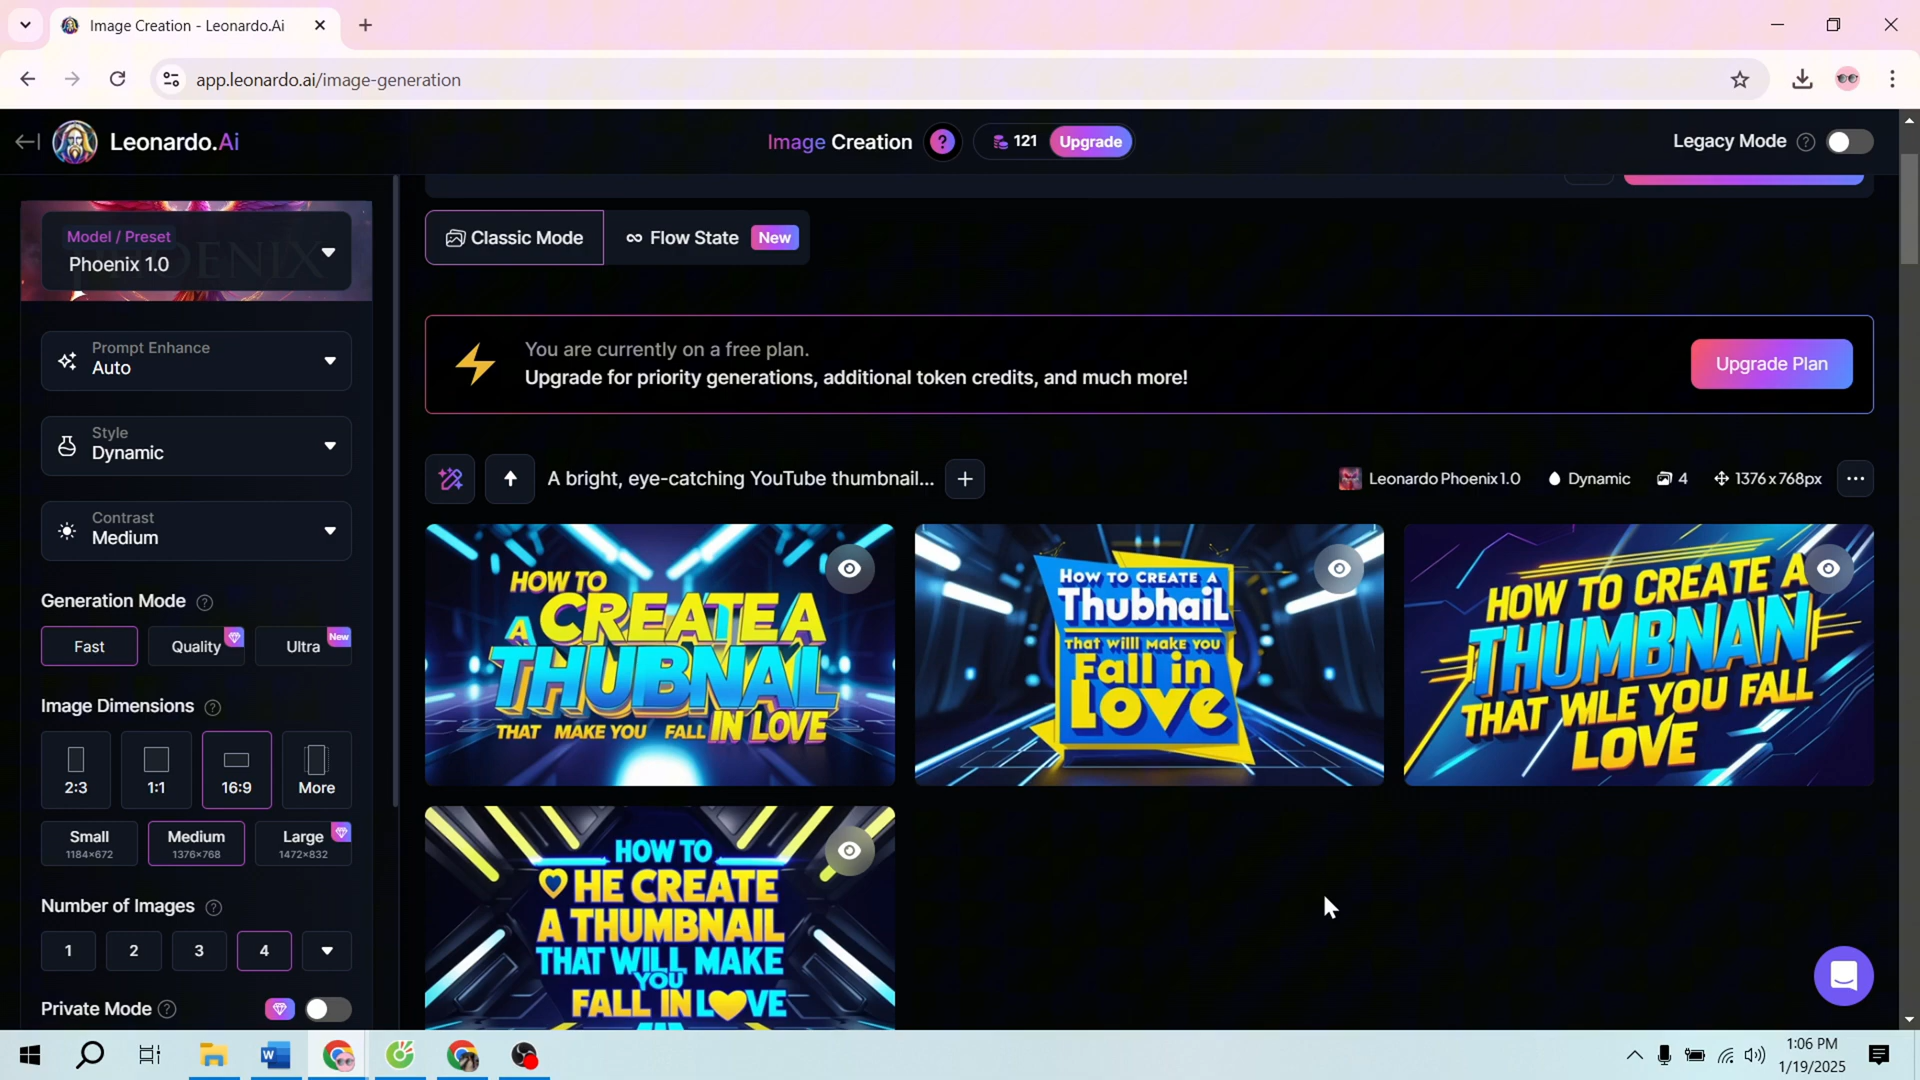 Image Creation - Leonardo.Ai
app.leonardo.ai/image-generation
Leonardo.Ai
Image Creation
?
121
Upgrade
Legacy Mode
?
Model / Preset
Phoenix 1.0
Prompt Enhance
Auto
Style
Dynamic
Contrast
Medium
Generation Mode ?
Fast
Quality
Ultra
New
Image Dimensions ?
2:3
1:1
16:9
More
Small
1184×672
Medium
1376×768
Large
1472×832
Number of Images ?
1
2
3
4
Private Mode ?
Classic Mode
Flow State
New
You are currently on a free plan.
Upgrade for priority generations, additional token credits, and much more!
Upgrade Plan
A bright, eye-catching YouTube thumbnail...
Leonardo Phoenix 1.0
Dynamic
4
1376 x 768px
HOW TO
A CREATE A
THUBNAL
THAT MAKE YOU FALL IN LOVE
HOW TO CREATE A
ThubhaiL
That willl Make You
Fall in
Love
HOW TO CREATE A
THUMBNAN
THAT WLE YOU FALL
LOVE
HOW TO
HE CREATE
A THUMBNAIL
THAT WILL MAKE
YOU
FALL IN LOVE
1:06 PM
1/19/2025